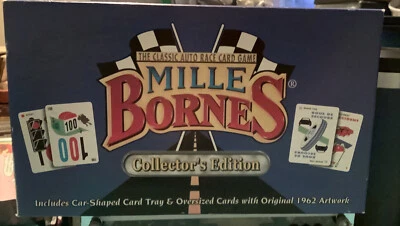 THE CLASSIC AUTO RACE CARD GAME
MILLE
BORNES®
Collector's Edition
100
100
Includes Car-Shaped Card Tray & Oversized Cards with Original 1962 Artwork